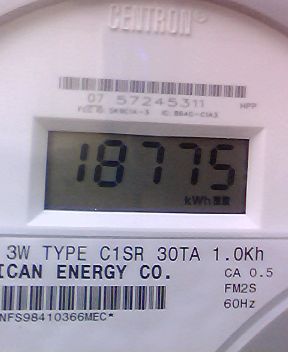 CENTRON®
07 57245311 HPP
18775
kWh
3W TYPE C1SR 30TA 1.0Kh
ICAN ENERGY CO. CA 0.5
FM2S
60Hz
NFS98410366MEC*